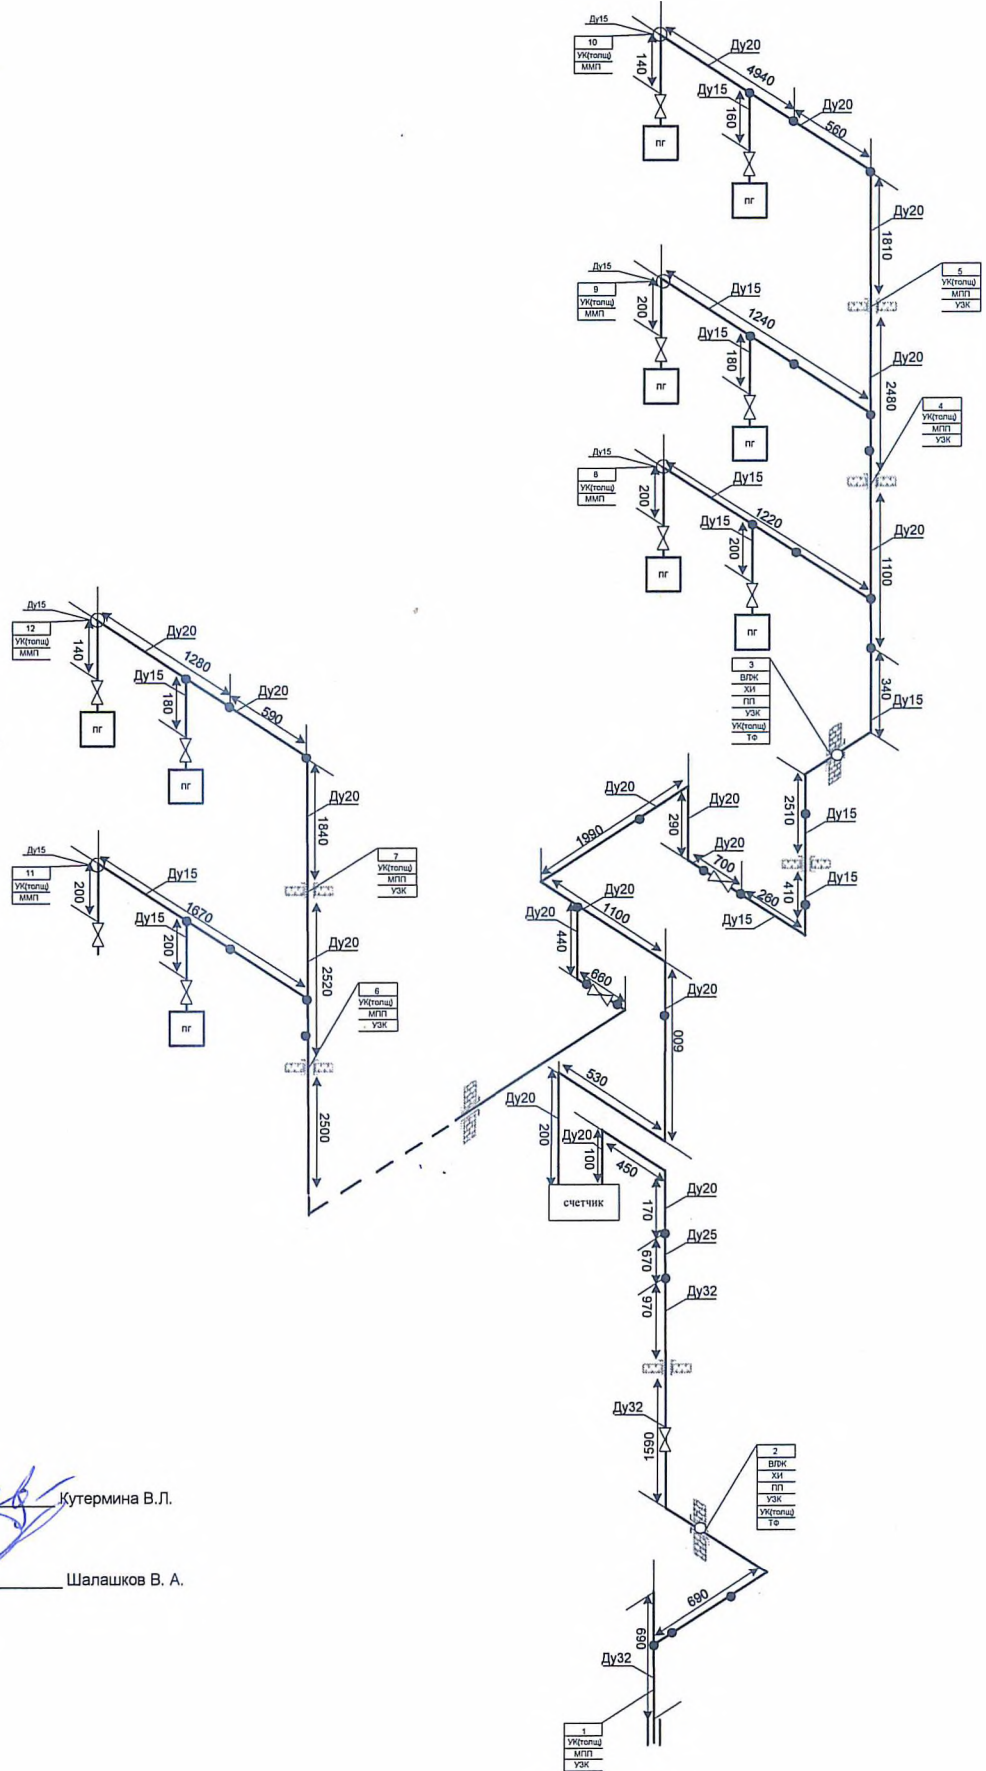 Ду15
10
УК(толщ)
ММП
140
Ду20
4940
Ду15
160
Ду20
560
пг
пг
Ду20
1810
5
УК(толщ)
МПП
УЗК
Ду15
9
УК(толщ)
ММП
200
Ду15
1240
Ду15
180
пг
пг
Ду20
2480
4
УК(толщ)
МПП
УЗК
Ду15
8
УК(толщ)
ММП
200
Ду15
1220
Ду15
200
пг
пг
Ду20
1100
340
Ду15
3
ВЛЖ
ХИ
ПП
УЗК
УК(толщ)
ТФ
Ду15
12
УК(толщ)
ММП
140
Ду20
1280
Ду15
180
Ду20
590
пг
пг
Ду20
1840
7
УК(толщ)
МПП
УЗК
Ду15
11
УК(толщ)
ММП
200
Ду15
1670
Ду15
200
пг
Ду20
2520
6
УК(толщ)
МПП
УЗК
2500
Ду20
1990
290
Ду20
Ду20
700
260
Ду15
2510
Ду15
410
Ду15
Ду20
1100
Ду20
440
660
Ду20
600
530
Ду20
200
Ду20
100
450
счетчик
Ду20
170
Ду25
670
Ду32
970
Ду32
1590
2
ВЛЖ
ХИ
ПП
УЗК
УК(толщ)
ТФ
690
690
Ду32
1
УК(толщ)
МПП
УЗК
Кутермина В.Л.
Шалашков В. А.